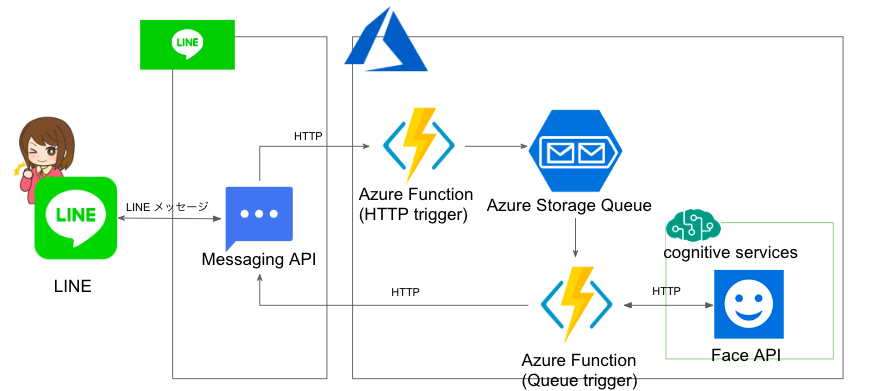 LINE
HTTP
Azure Function
(HTTP trigger)
Azure Storage Queue
LINE
LINE メッセージ
Messaging API
LINE
cognitive services
HTTP
HTTP
Face API
Azure Function
(Queue trigger)